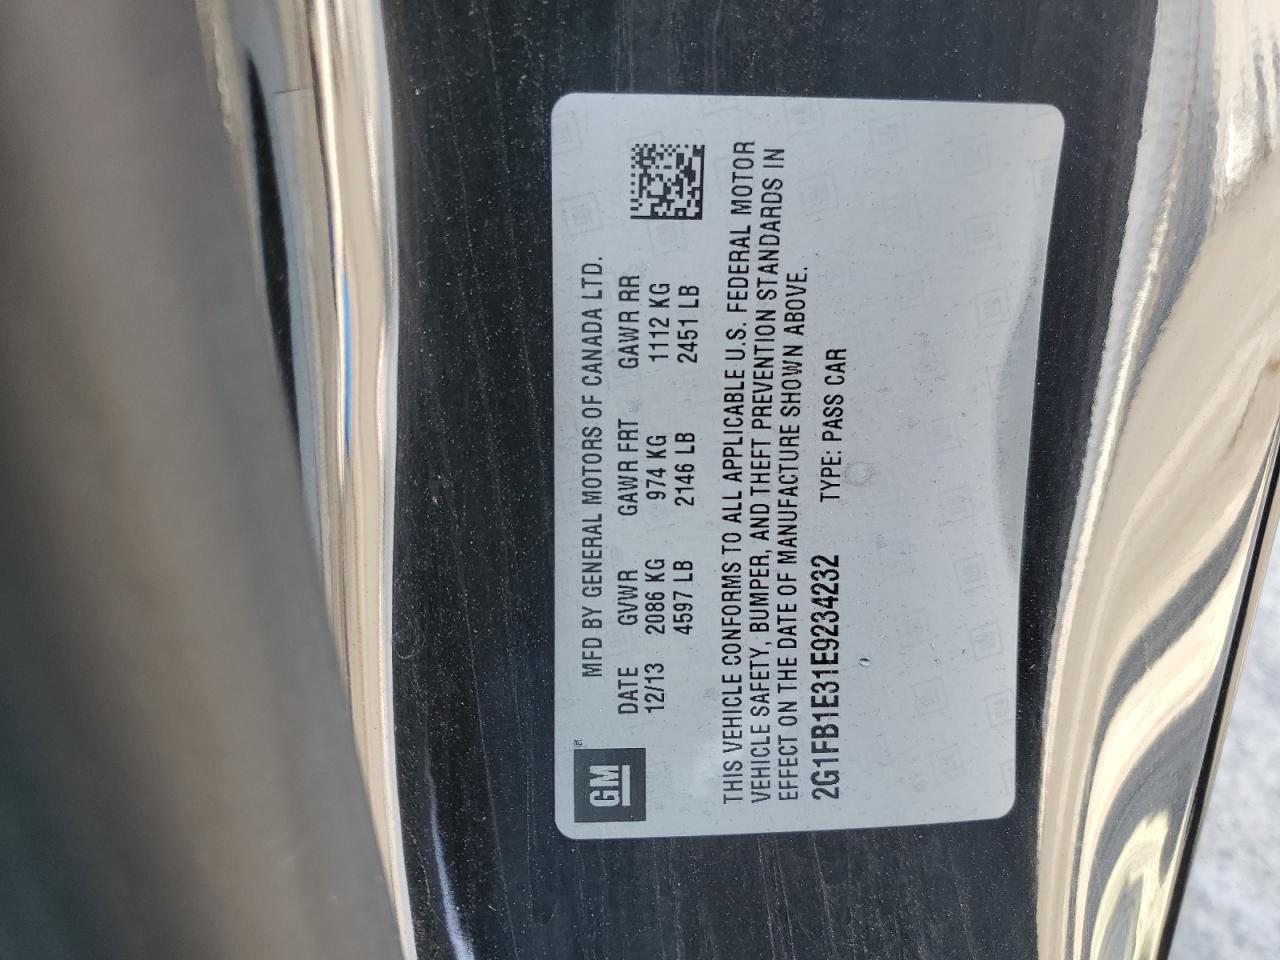 GM®
MFD BY GENERAL MOTORS OF CANADA LTD.
DATE GVWR GAWR FRT GAWR RR
12/13 2086 KG 974 KG 1112 KG
4597 LB 2146 LB 2451 LB
THIS VEHICLE CONFORMS TO ALL APPLICABLE U.S. FEDERAL MOTOR
VEHICLE SAFETY, BUMPER, AND THEFT PREVENTION STANDARDS IN
EFFECT ON THE DATE OF MANUFACTURE SHOWN ABOVE.
2G1FB1E31E9234232 TYPE: PASS CAR